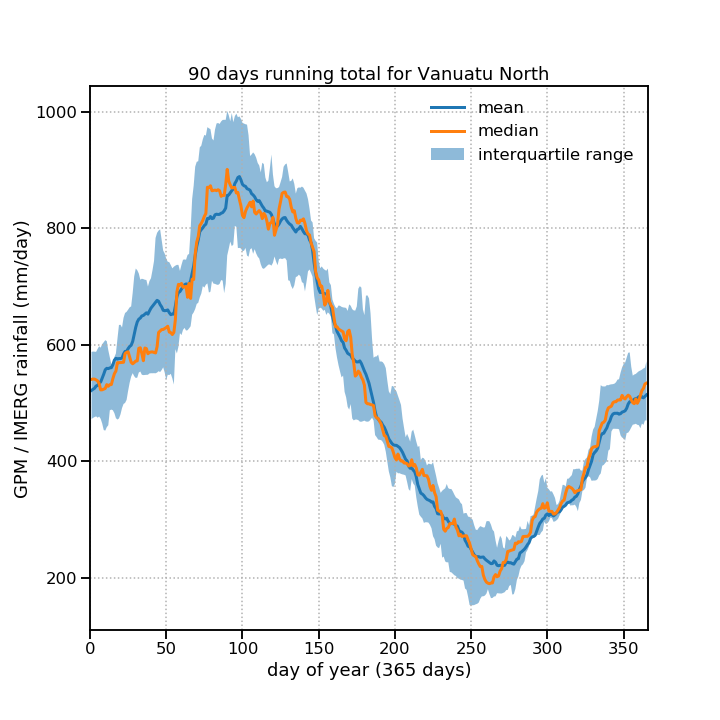 90 days running total for Vanuatu North
mean
median
interquartile range
GPM / IMERG rainfall (mm/day)
1000
800
600
400
200
0 50 100 150 200 250 300 350
day of year (365 days)